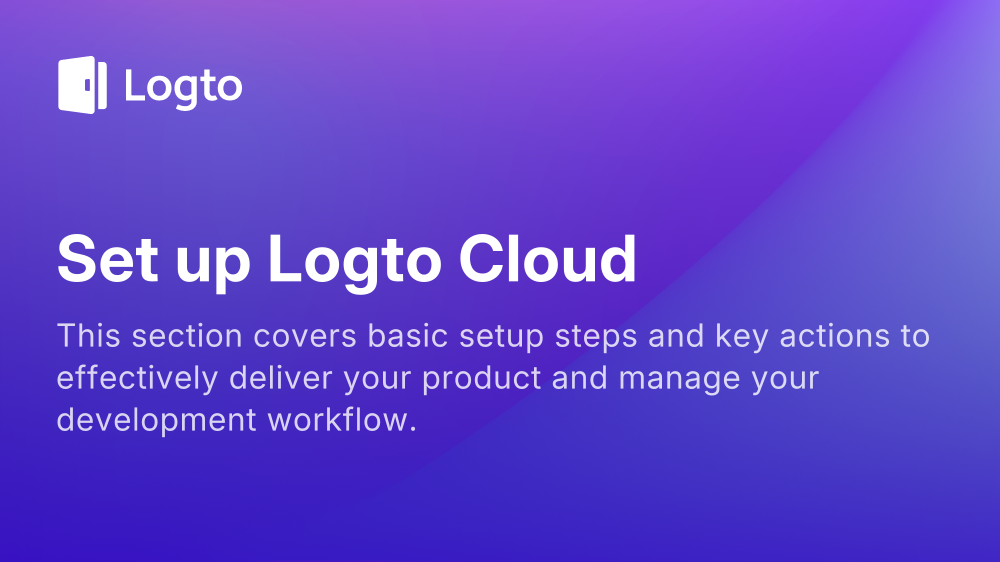 Logto
Set up Logto Cloud
This section covers basic setup steps and key actions to
effectively deliver your product and manage your
development workflow.